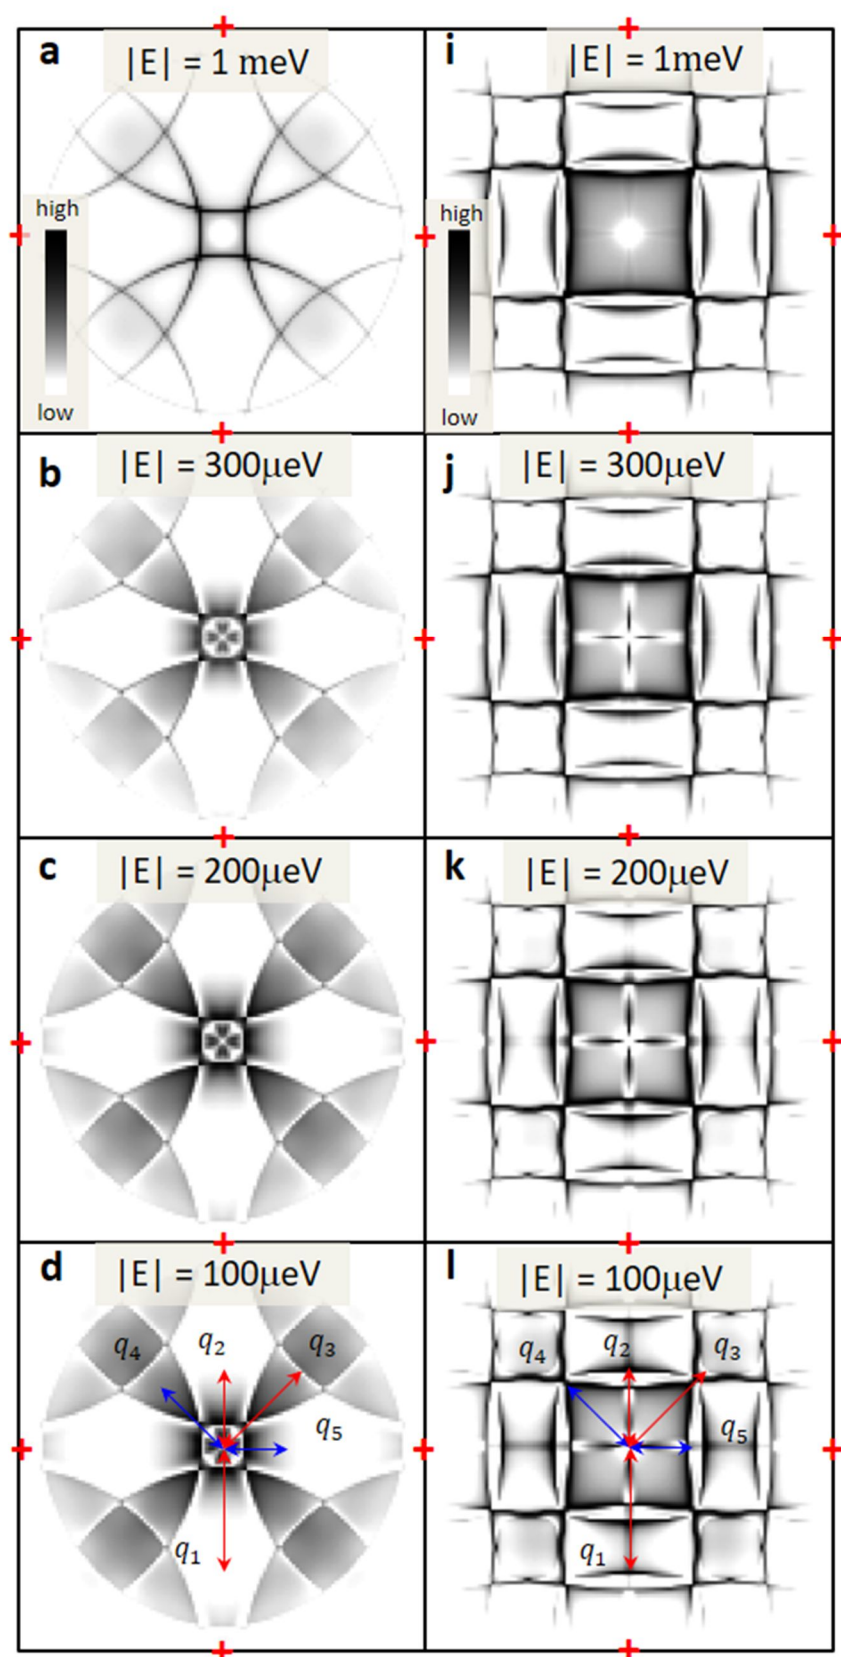 a
|E| = 1 meV
high
low
i
|E| = 1meV
high
low
b
|E| = 300μeV
j
|E| = 300μeV
c
|E| = 200μeV
k
|E| = 200μeV
d
|E| = 100μeV
q4
q2
q3
q5
q1
l
|E| = 100μeV
q4
q2
q3
q5
q1